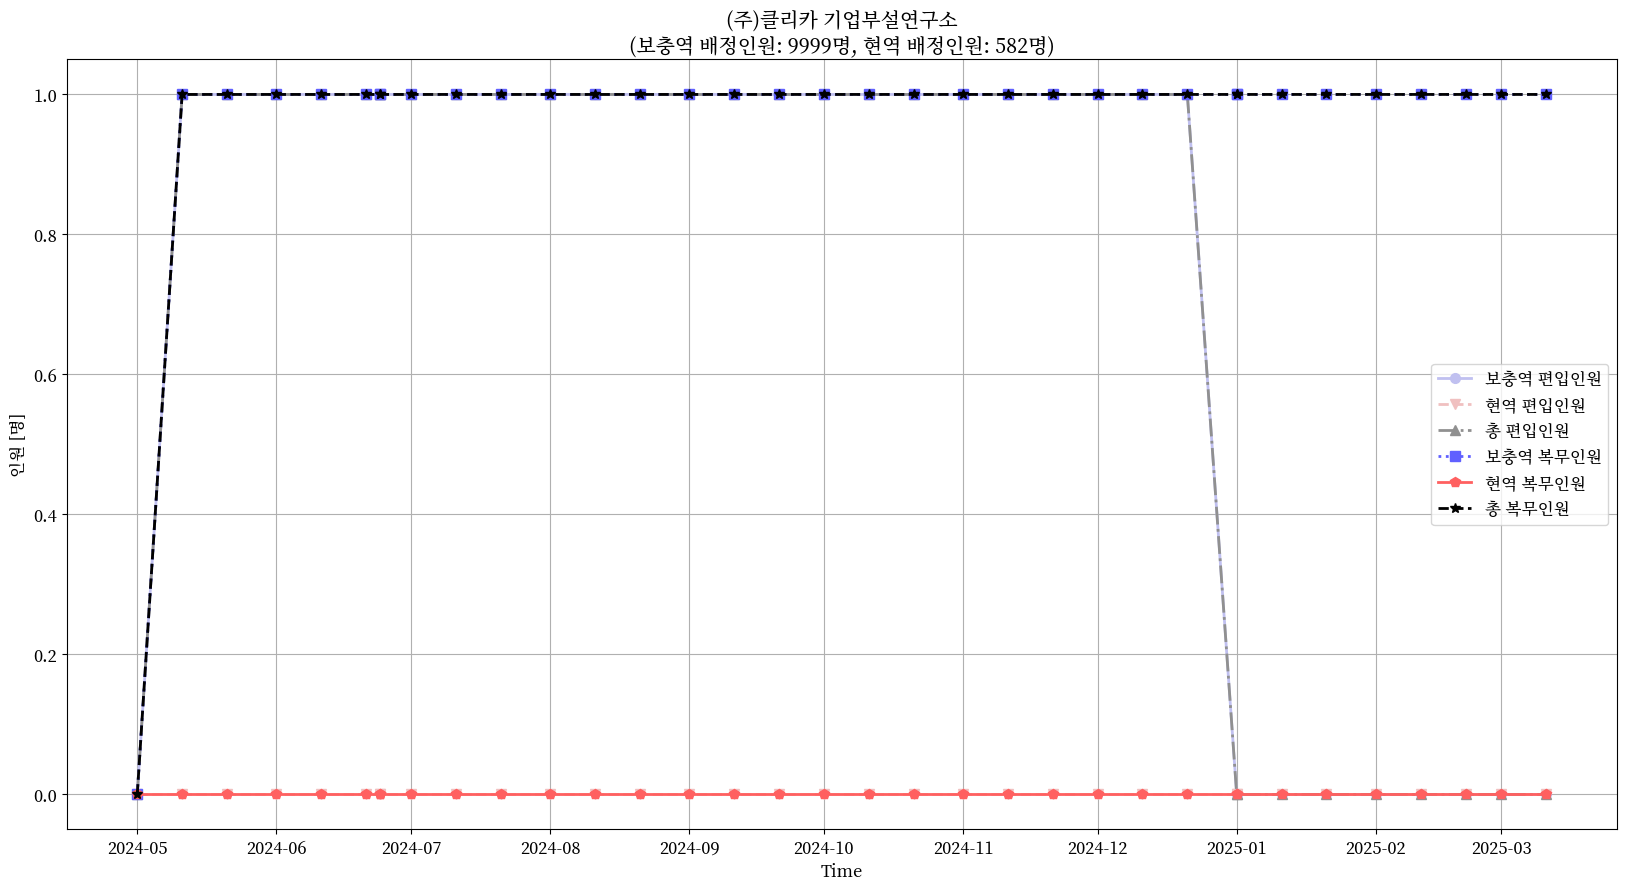 (주)클리카 기업부설연구소
(보충역 배정인원: 9999명, 현역 배정인원: 582명)
인원 [명]
1.0
0.8
0.6
0.4
0.2
0.0
보충역 편입인원
현역 편입인원
총 편입인원
보충역 복무인원
현역 복무인원
총 복무인원
2024-05 2024-06 2024-07 2024-08 2024-09 2024-10 2024-11 2024-12 2025-01 2025-02 2025-03
Time